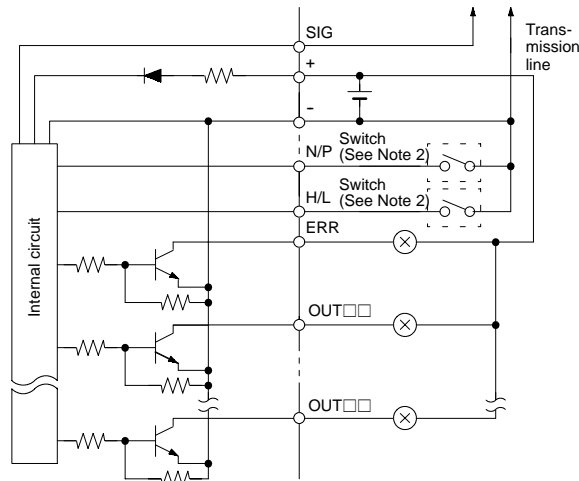 SIG
Trans-
mission
line
+
-
N/P
Switch
(See Note 2)
H/L
Switch
(See Note 2)
ERR
Internal circuit
OUT□□
OUT□□